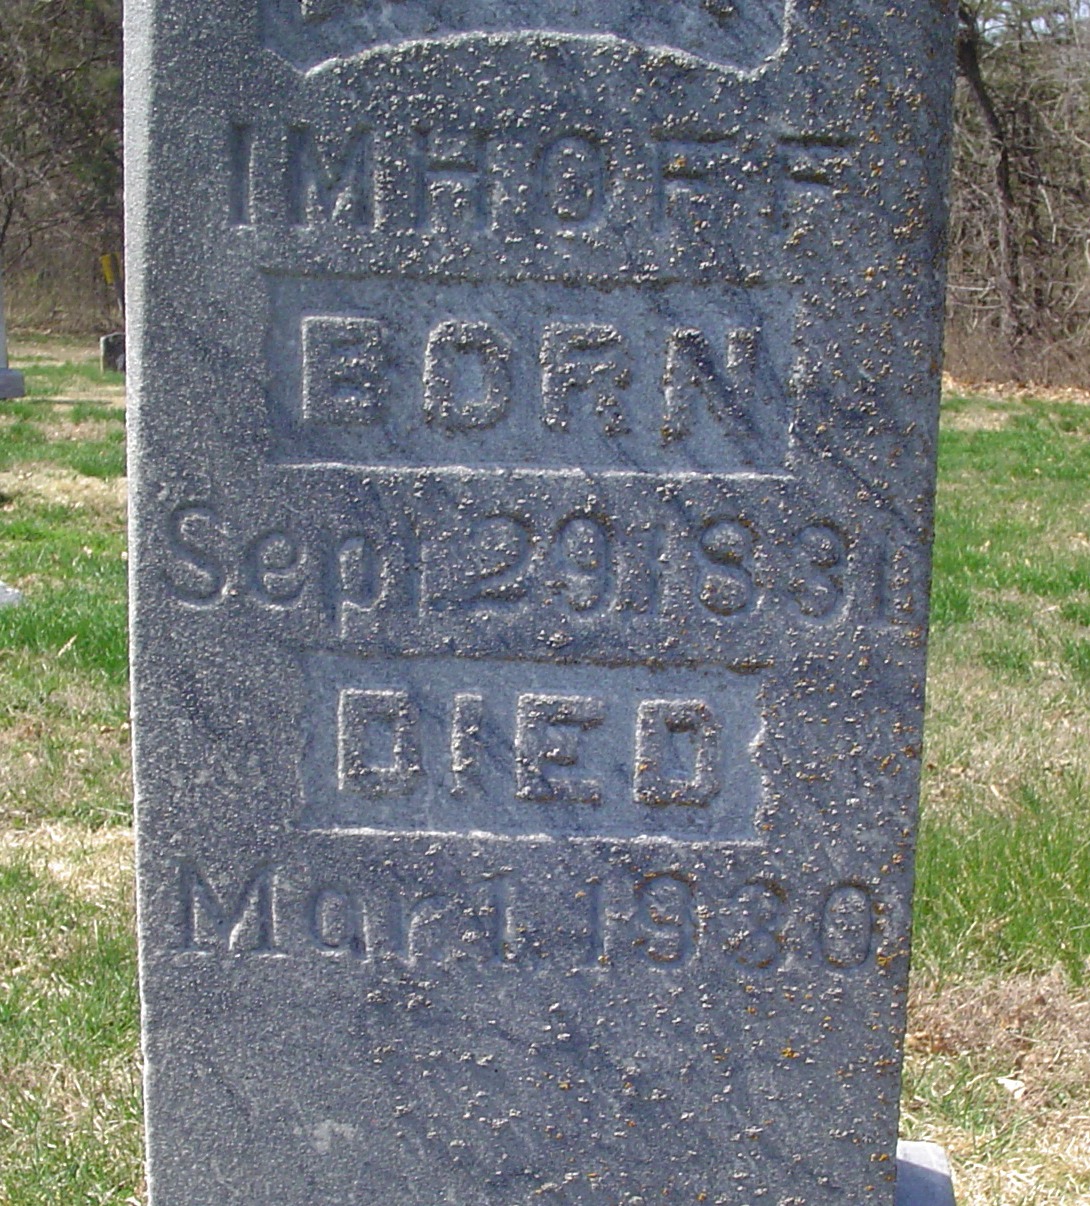 IMHOFF
BORN
Sep 29 1831
DIED
Mar 1 1930